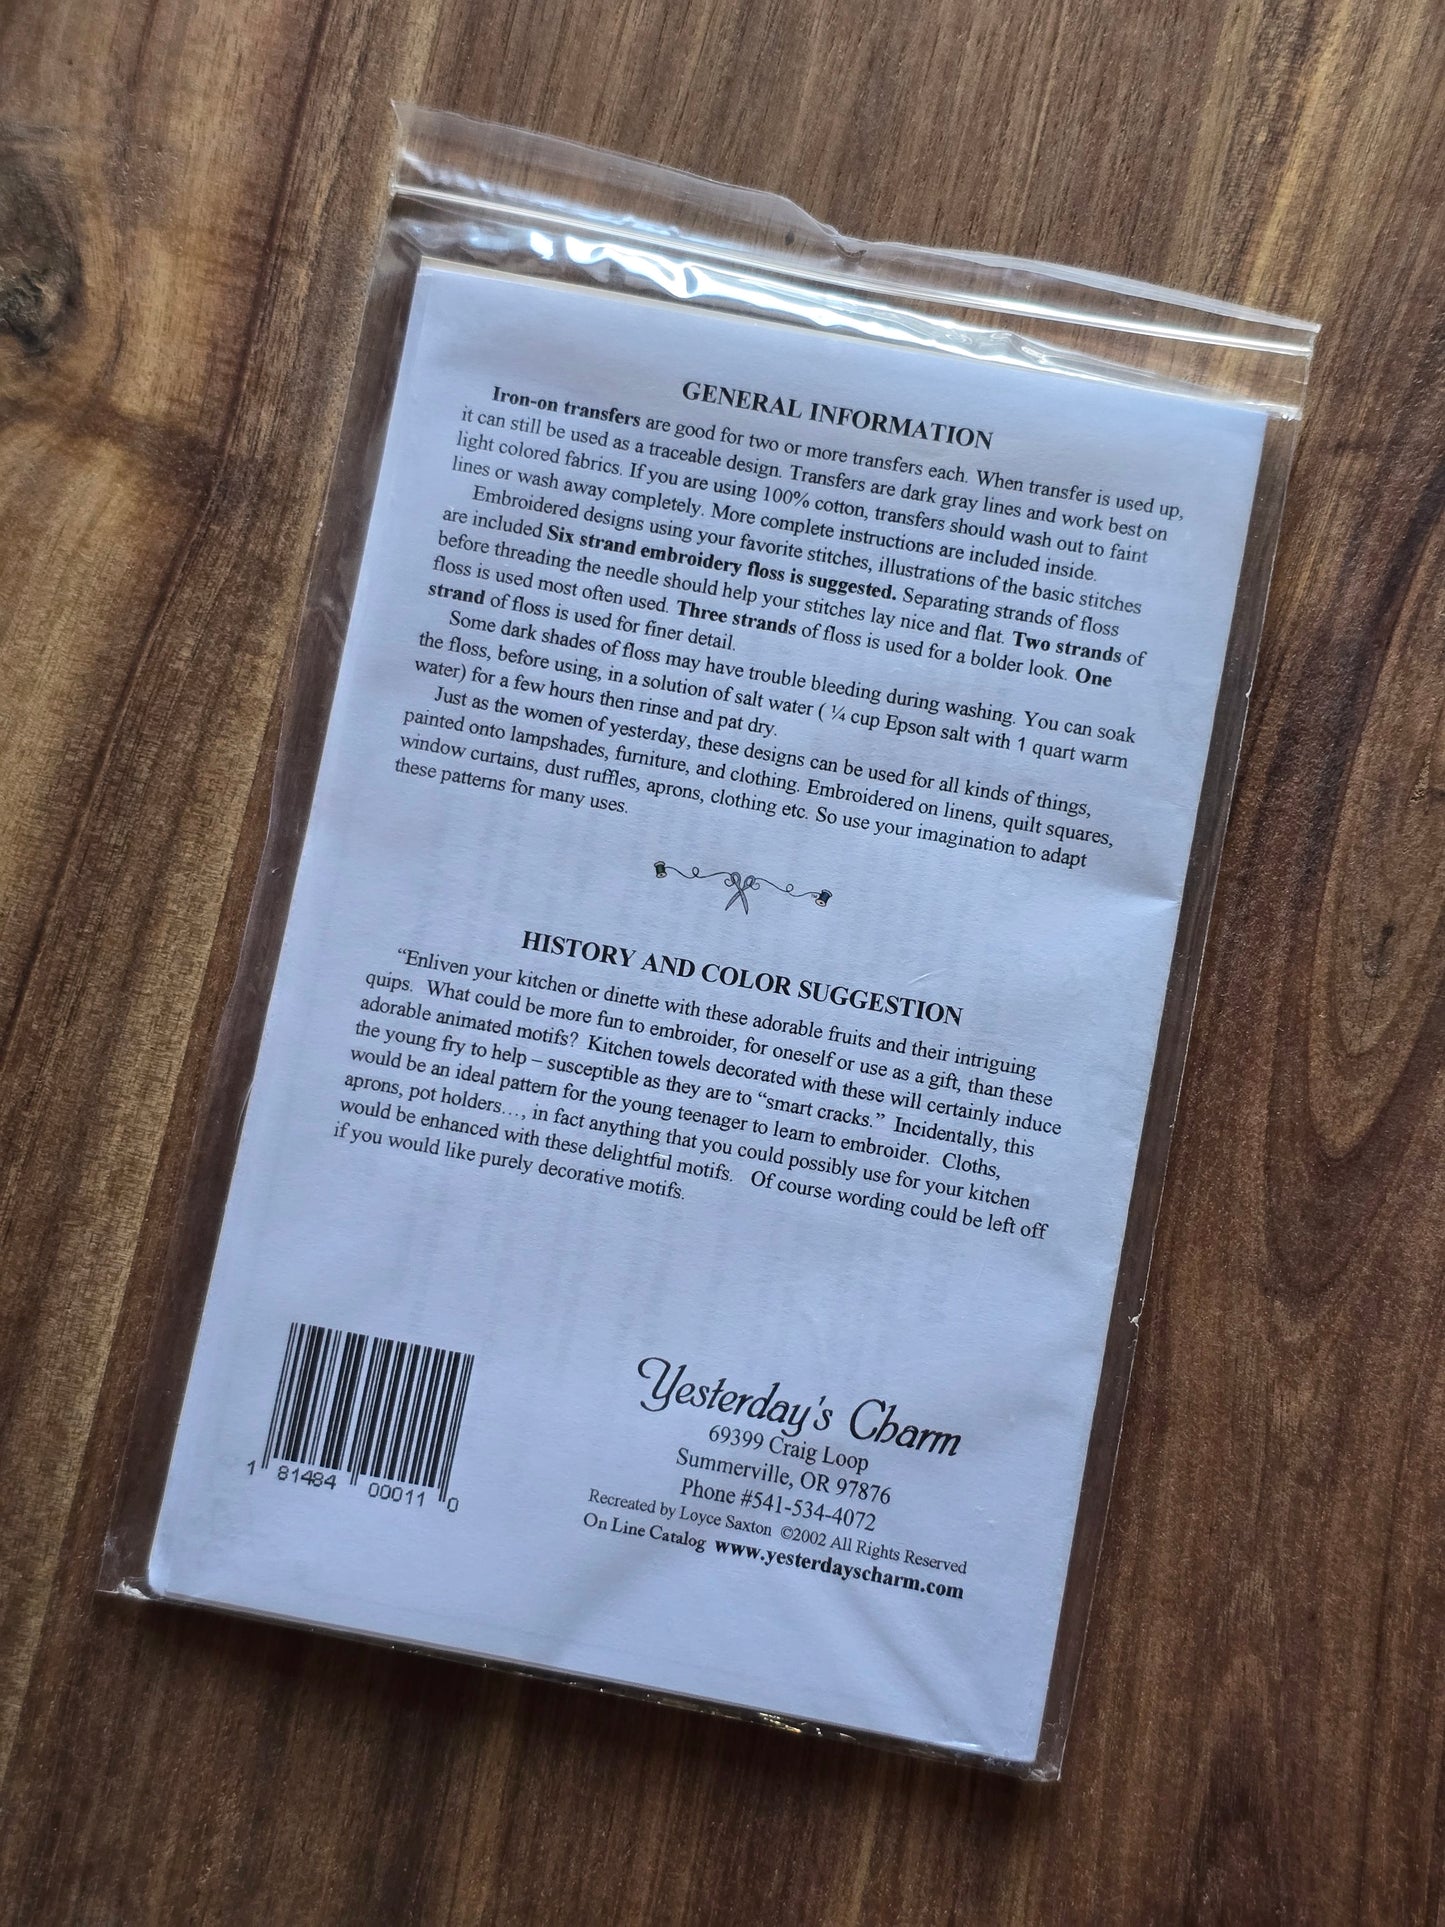 GENERAL INFORMATION
Iron-on transfers are good for two or more transfers each. When transfer is used up,
it can still be used as a traceable design. Transfers are dark gray lines and work best on
light colored fabrics. If you are using 100% cotton, transfers should wash out to faint
lines or wash away completely. More complete instructions are included inside.
Embroidered designs using your favorite stitches, illustrations of the basic stitches
are included Six strand embroidery floss is suggested. Separating strands of floss
before threading the needle should help your stitches lay nice and flat. Two strands of
floss is used most often used. Three strands of floss is used for a bolder look. One
strand of floss is used for finer detail.
Some dark shades of floss may have trouble bleeding during washing. You can soak
the floss, before using, in a solution of salt water ( ¼ cup Epson salt with 1 quart warm
water) for a few hours then rinse and pat dry.
Just as the women of yesterday, these designs can be used for all kinds of things,
painted onto lampshades, furniture, and clothing. Embroidered on linens, quilt squares,
window curtains, dust ruffles, aprons, clothing etc. So use your imagination to adapt
these patterns for many uses.
HISTORY AND COLOR SUGGESTION
“Enliven your kitchen or dinette with these adorable fruits and their intriguing
quips. What could be more fun to embroider, for oneself or use as a gift, than these
adorable animated motifs? Kitchen towels decorated with these will certainly induce
the young fry to help – susceptible as they are to “smart cracks.” Incidentally, this
would be an ideal pattern for the young teenager to learn to embroider. Cloths,
aprons, pot holders…, in fact anything that you could possibly use for your kitchen
would be enhanced with these delightful motifs. Of course wording could be left off
if you would like purely decorative motifs.
1 81484 00011 0
Yesterday's Charm
69399 Craig Loop
Summerville, OR 97876
Phone #541-534-4072
Recreated by Loyce Saxton ©2002 All Rights Reserved
On Line Catalog www.yesterdayscharm.com